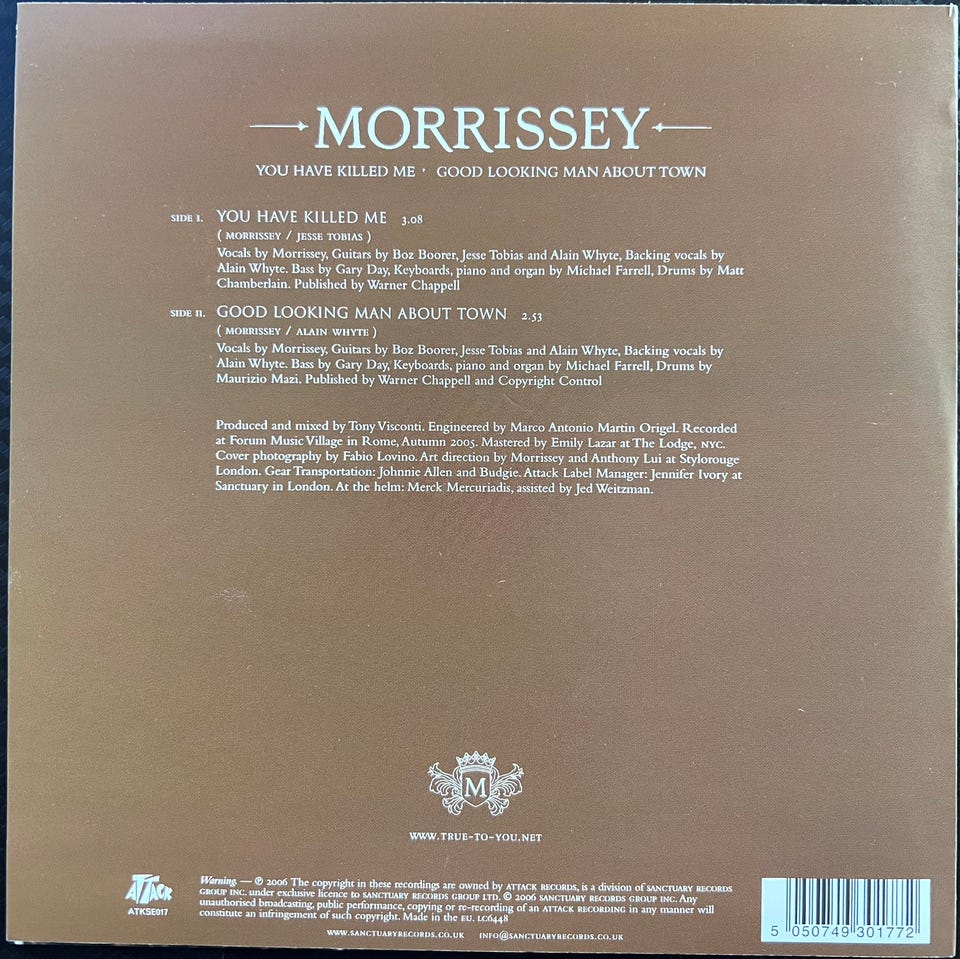 MORRISSEY
YOU HAVE KILLED ME · GOOD LOOKING MAN ABOUT TOWN
SIDE I. YOU HAVE KILLED ME 3.08
( MORRISSEY / JESSE TOBIAS )
Vocals by Morrissey, Guitars by Boz Boorer, Jesse Tobias and Alain Whyte, Backing vocals by
Alain Whyte. Bass by Gary Day, Keyboards, piano and organ by Michael Farrell, Drums by Matt
Chamberlain. Published by Warner Chappell
SIDE II. GOOD LOOKING MAN ABOUT TOWN 2.53
( MORRISSEY / ALAIN WHYTE )
Vocals by Morrissey, Guitars by Boz Boorer, Jesse Tobias and Alain Whyte, Backing vocals by
Alain Whyte. Bass by Gary Day, Keyboards, piano and organ by Michael Farrell, Drums by
Maurizio Mazi. Published by Warner Chappell and Copyright Control
Produced and mixed by Tony Visconti. Engineered by Marco Antonio Martin Origel. Recorded
at Forum Music Village in Rome, Autumn 2005. Mastered by Emily Lazar at The Lodge, NYC.
Cover photography by Fabio Lovino. Art direction by Morrissey and Anthony Lui at Stylorouge
London. Gear Transportation: Johnnie Allen and Budgie. Attack Label Manager: Jennifer Ivory at
Sanctuary in London. At the helm: Merck Mercuriadis, assisted by Jed Weitzman.
M
WWW.TRUE-TO-YOU.NET
ATTACK
ATKSE017
Warning. — ℗ 2006 The copyright in these recordings are owned by ATTACK RECORDS, is a division of SANCTUARY RECORDS
GROUP INC. under exclusive licence to SANCTUARY RECORDS GROUP LTD. © 2006 SANCTUARY RECORDS GROUP INC. Any
unauthorised broadcasting, public performance, copying or re-recording of an ATTACK RECORDING in any manner will
constitute an infringement of such copyright. Made in the EU. LC6448
WWW.SANCTUARYRECORDS.CO.UK INFO@SANCTUARYRECORDS.CO.UK
5 050749 301772